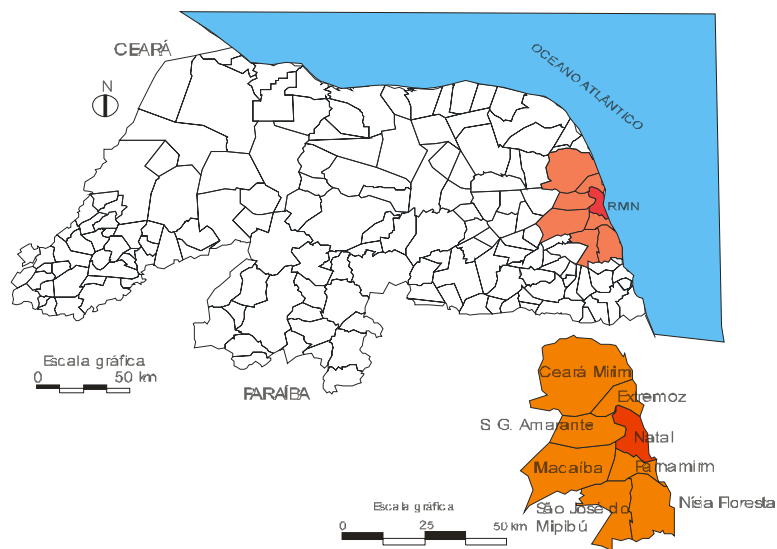 CEARÁ
OCEANO ATLÂNTICO
N
RMN
Escala gráfica
0 50 km
PARAÍBA
Ceará Mirim
Extremoz
S. G. Amarante
Natal
Macaíba
Parnamirim
São José do
Mipibú
Nísia Floresta
Escala gráfica
0 25 50 km